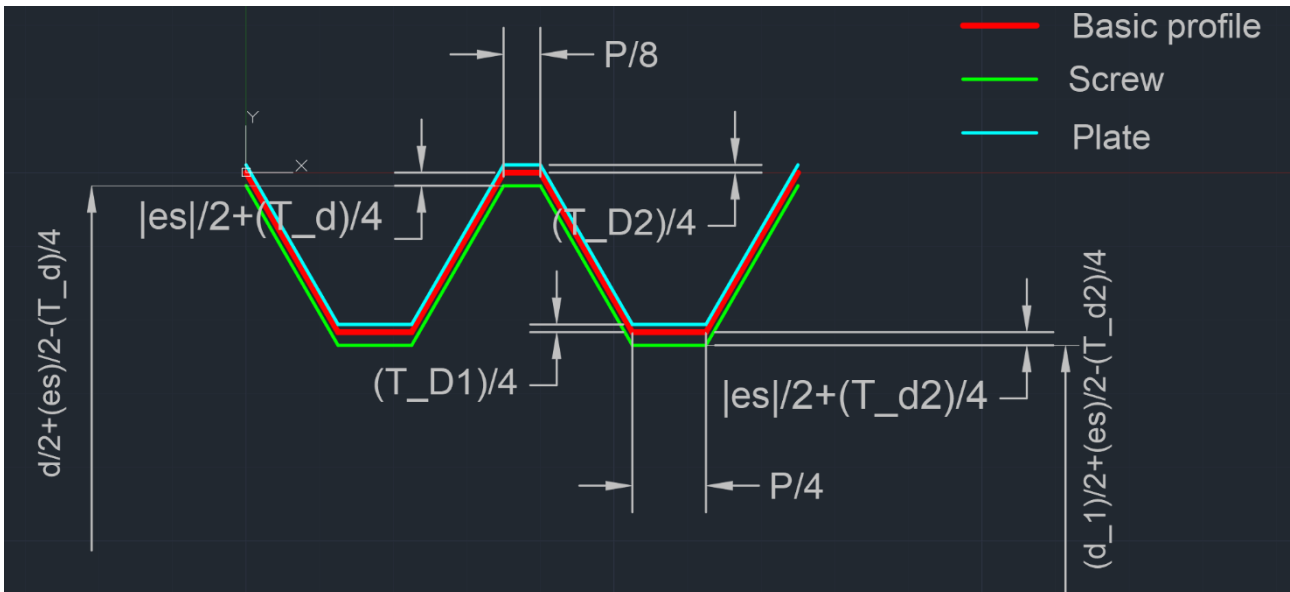 Basic profile
P/8
Screw
Y
Plate
X
|es|/2+(T_d)/4
(T_D2)/4
d/2+(es)/2-(T_d)/4
(T_D1)/4
|es|/2+(T_d2)/4
(d_1)/2+(es)/2-(T_d2)/4
P/4